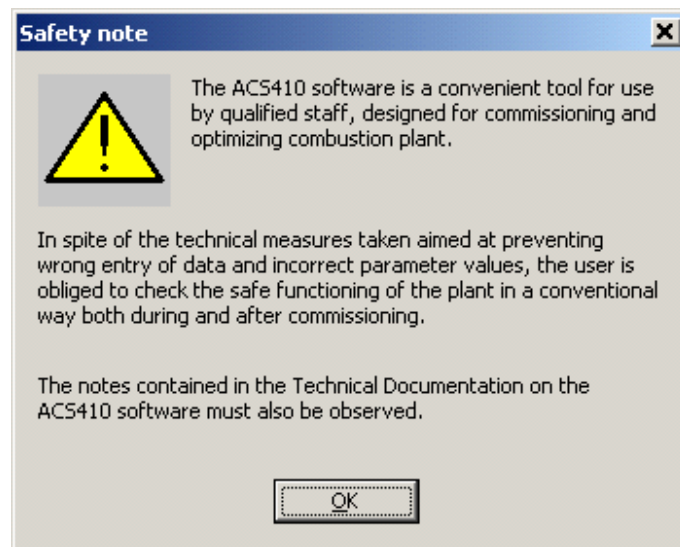 Safety note
The ACS410 software is a convenient tool for use
by qualified staff, designed for commissioning and
optimizing combustion plant.
In spite of the technical measures taken aimed at preventing
wrong entry of data and incorrect parameter values, the user is
obliged to check the safe functioning of the plant in a conventional
way both during and after commissioning.
The notes contained in the Technical Documentation on the
ACS410 software must also be observed.
OK